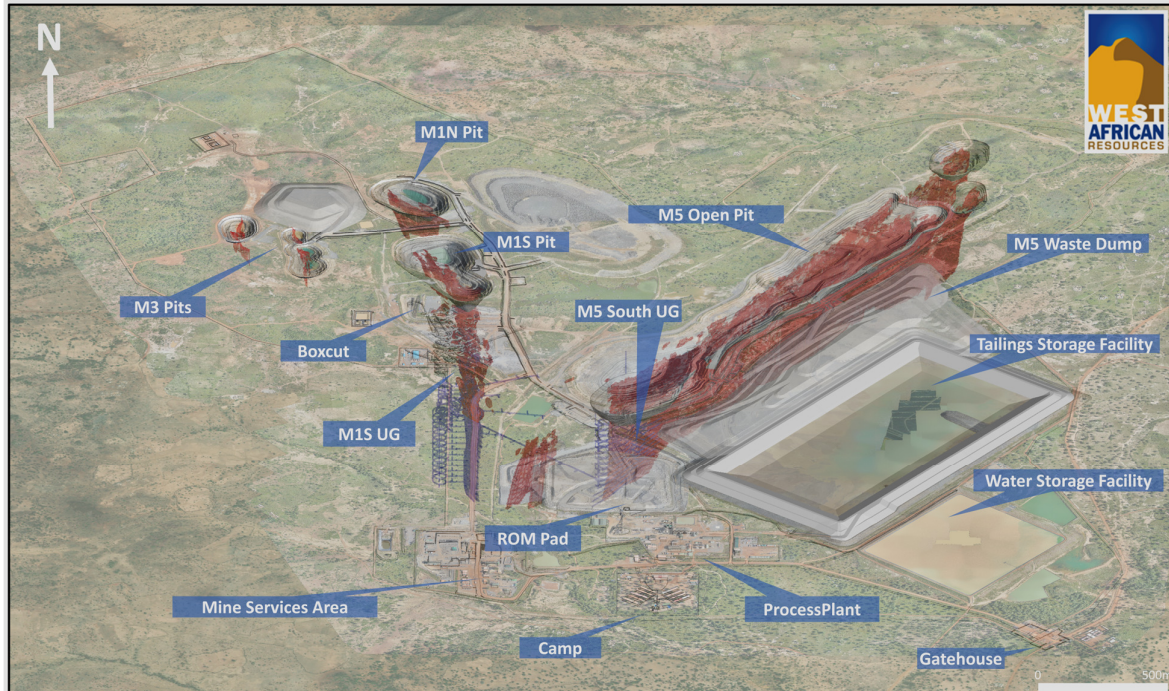 N
WEST
AFRICAN
RESOURCES
M1N Pit
M5 Open Pit
M1S Pit
M5 Waste Dump
M3 Pits
M5 South UG
Boxcut
Tailings Storage Facility
M1S UG
Water Storage Facility
ROM Pad
Mine Services Area
ProcessPlant
Camp
Gatehouse
0 500m